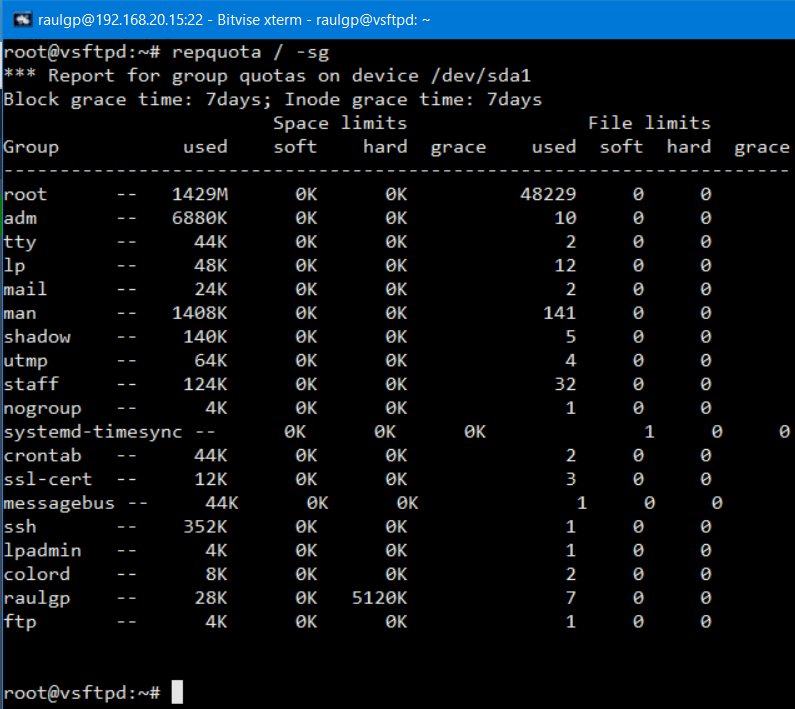 raulgp@192.168.20.15:22 - Bitvise xterm - raulgp@vsftpd: ~
root@vsftpd:~# repquota / -sg
*** Report for group quotas on device /dev/sda1
Block grace time: 7days; Inode grace time: 7days
                        Space limits                File limits
Group           used    soft    hard  grace    used  soft  hard  grace
----------------------------------------------------------------------
root      --   1429M      0K      0K          48229     0     0
adm       --   6880K      0K      0K             10     0     0
tty       --     44K      0K      0K              2     0     0
lp        --     48K      0K      0K             12     0     0
mail      --     24K      0K      0K              2     0     0
man       --   1408K      0K      0K            141     0     0
shadow    --    140K      0K      0K              5     0     0
utmp      --     64K      0K      0K              4     0     0
staff     --    124K      0K      0K             32     0     0
nogroup   --      4K      0K      0K              1     0     0
systemd-timesync --      0K      0K      0K              1     0     0
crontab   --     44K      0K      0K              2     0     0
ssl-cert  --     12K      0K      0K              3     0     0
messagebus --     44K      0K      0K              1     0     0
ssh       --    352K      0K      0K              1     0     0
lpadmin   --      4K      0K      0K              1     0     0
colord    --      8K      0K      0K              2     0     0
raulgp    --     28K      0K   5120K              7     0     0
ftp       --      4K      0K      0K              1     0     0
root@vsftpd:~#